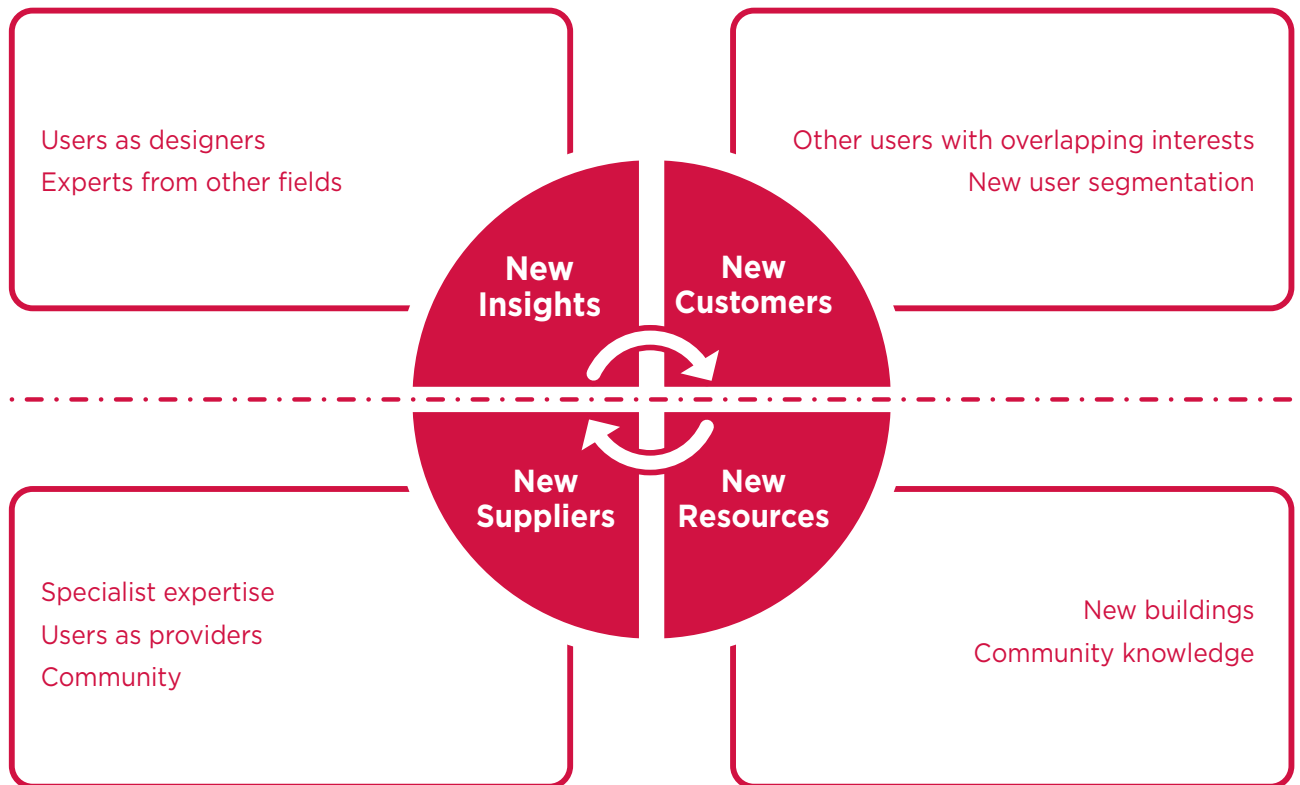 Users as designers
Experts from other fields
Other users with overlapping interests
New user segmentation
New
Insights
New
Customers
New
Suppliers
New
Resources
Specialist expertise
Users as providers
Community
New buildings
Community knowledge